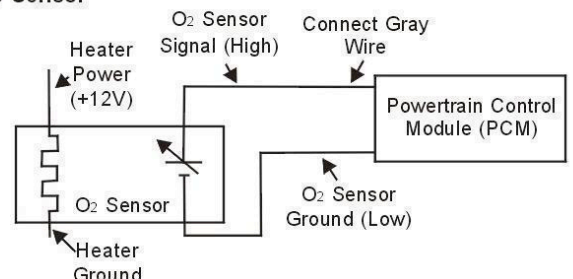 Sensor
O2 Sensor
Signal (High)
Connect Gray
Wire
Heater
Power
(+12V)
Powertrain Control
Module (PCM)
O2 Sensor
O2 Sensor
Ground (Low)
Heater
Ground